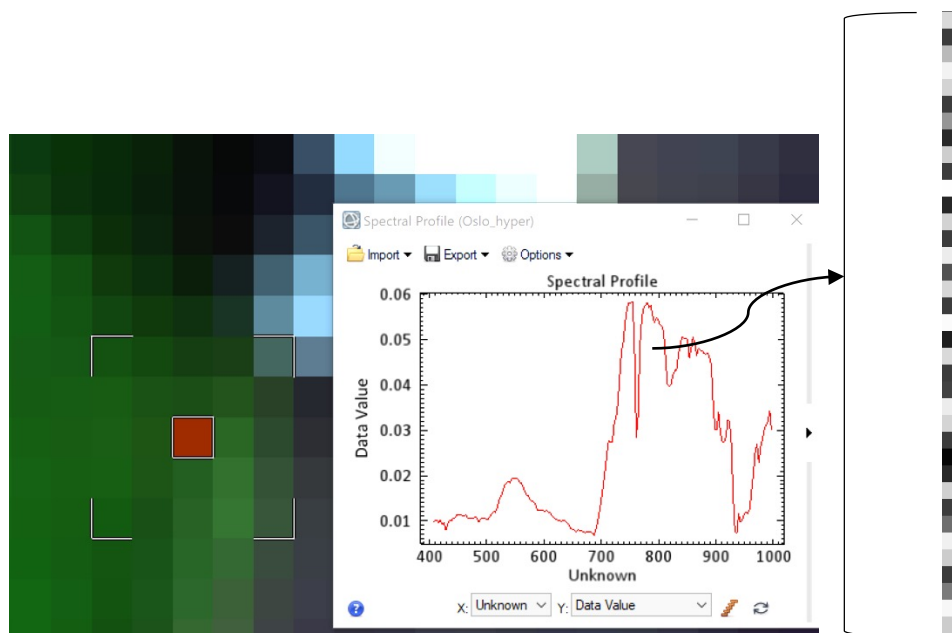 Spectral Profile (Oslo_hyper)
Import Export Options
Spectral Profile
0.06
0.05
0.04
0.03
0.02
0.01
Data Value
400 500 600 700 800 900 1000
Unknown
? X: Unknown Y: Data Value